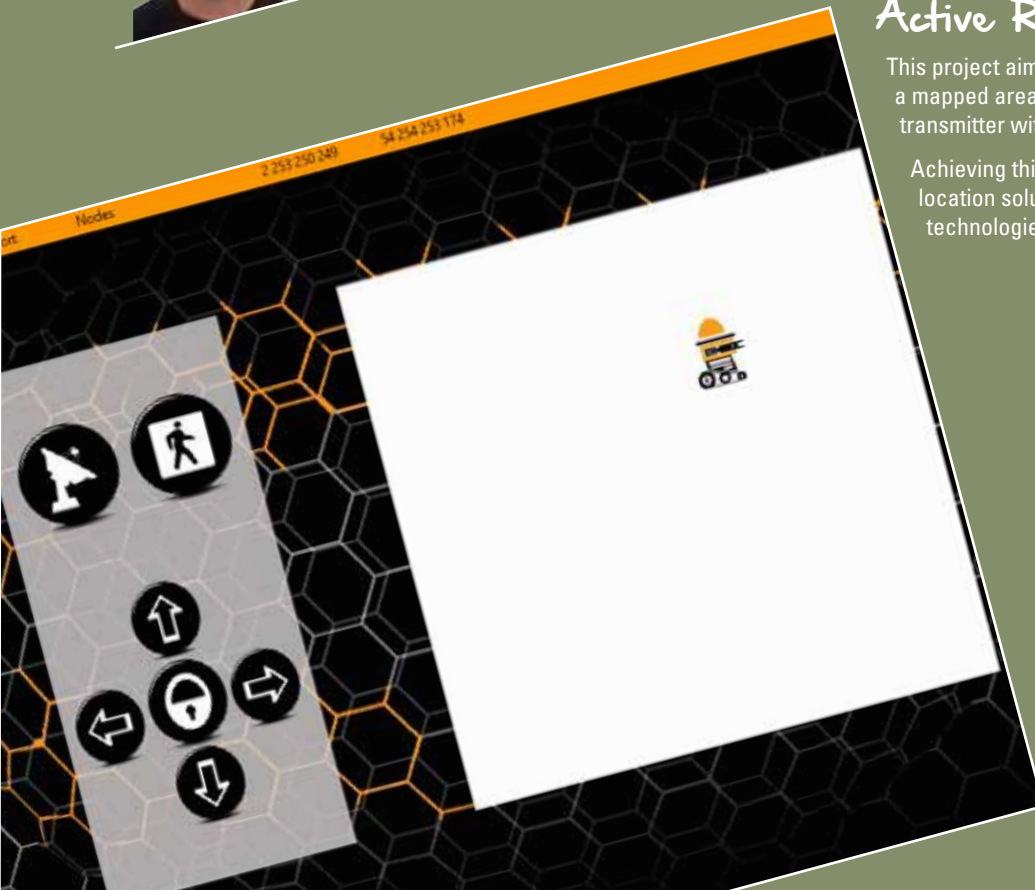 Active R
This project aim
a mapped area
transmitter wit
Achieving thi
location solu
technologie
ort
Nodes
2 253 250 249
54 254 253 174